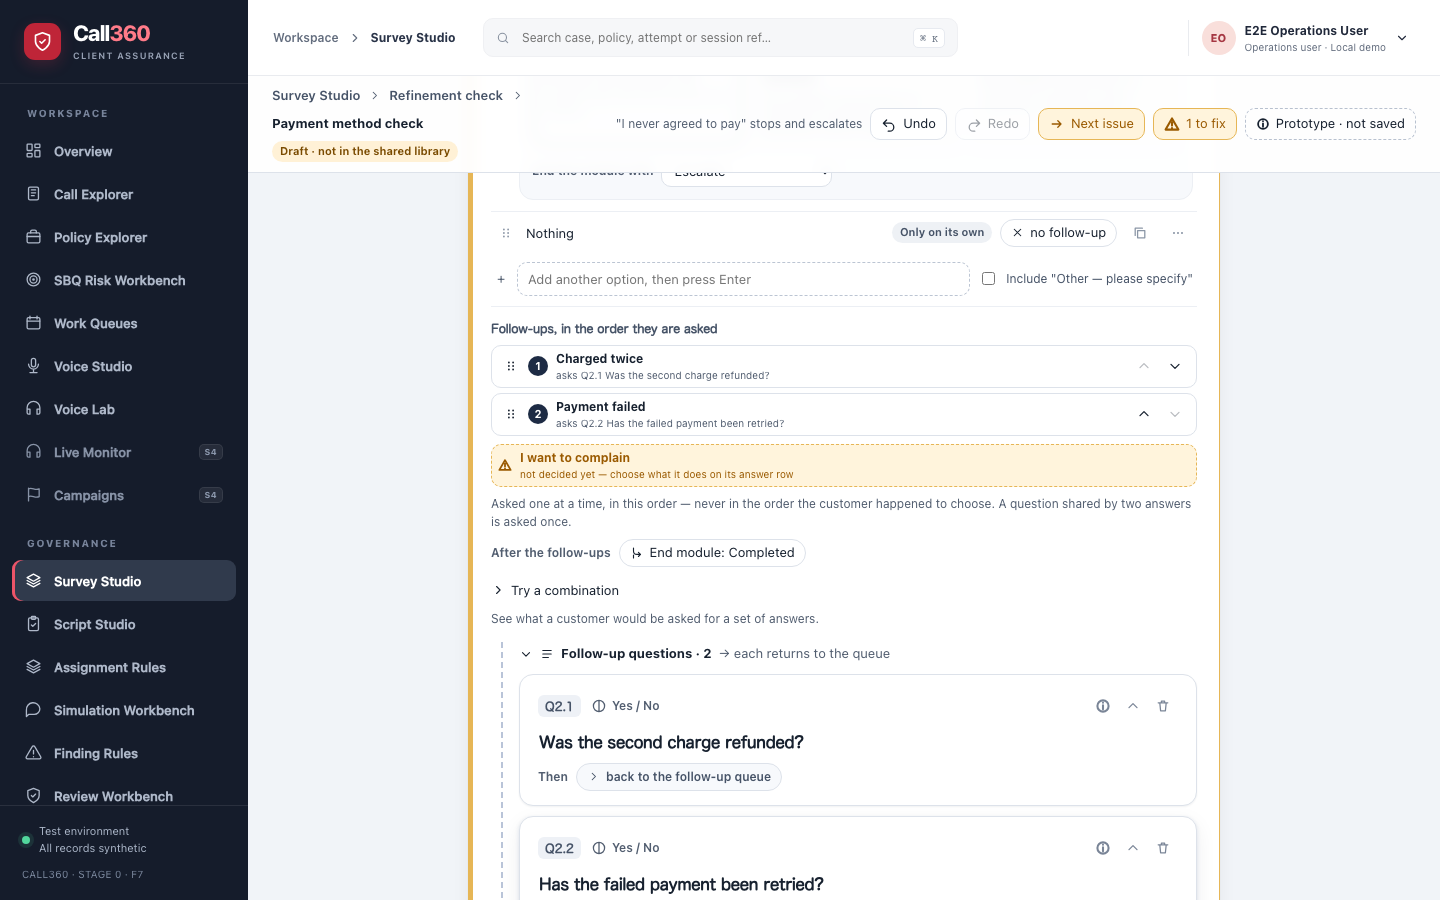 Call360
CLIENT ASSURANCE
WORKSPACE
Overview
Call Explorer
Policy Explorer
SBQ Risk Workbench
Work Queues
Voice Studio
Voice Lab
Live Monitor S4
Campaigns S4
GOVERNANCE
Survey Studio
Script Studio
Assignment Rules
Simulation Workbench
Finding Rules
Review Workbench
Test environment
All records synthetic
CALL360 · STAGE 0 · F7
Workspace > Survey Studio
Search case, policy, attempt or session ref...
⌘ K
EO
E2E Operations User
Operations user · Local demo
Survey Studio > Refinement check >
Payment method check
Draft · not in the shared library
"I never agreed to pay" stops and escalates
Undo
Redo
Next issue
1 to fix
Prototype · not saved
End the module with Escalate
Nothing
Only on its own
no follow-up
Add another option, then press Enter
Include "Other — please specify"
Follow-ups, in the order they are asked
1 Charged twice
asks Q2.1 Was the second charge refunded?
2 Payment failed
asks Q2.2 Has the failed payment been retried?
I want to complain
not decided yet — choose what it does on its answer row
Asked one at a time, in this order — never in the order the customer happened to choose. A question shared by two answers
is asked once.
After the follow-ups End module: Completed
Try a combination
See what a customer would be asked for a set of answers.
Follow-up questions · 2 → each returns to the queue
Q2.1 Yes / No
Was the second charge refunded?
Then back to the follow-up queue
Q2.2 Yes / No
Has the failed payment been retried?